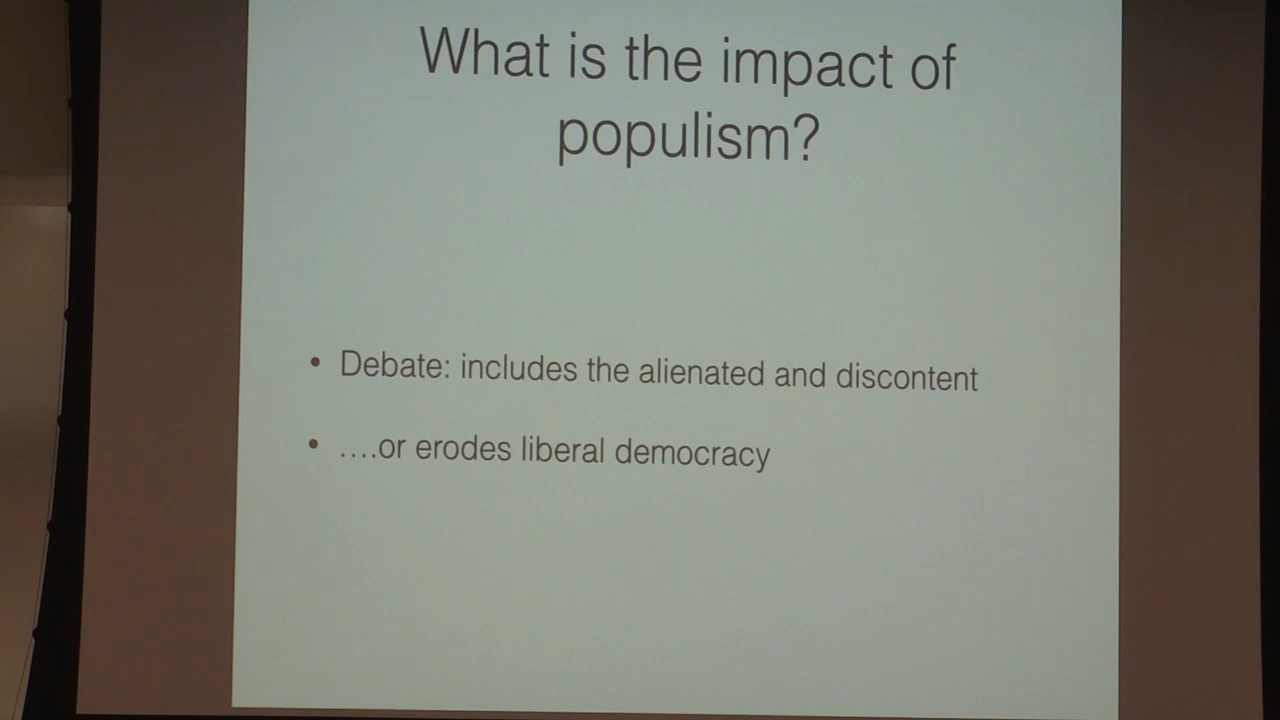 What is the impact of
populism?
• Debate: includes the alienated and discontent
• ….or erodes liberal democracy